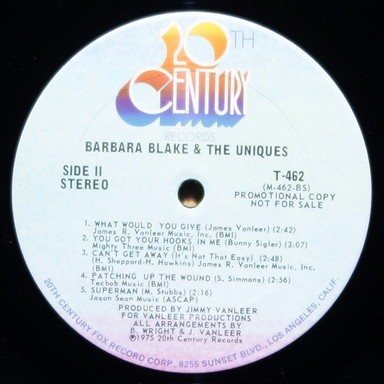 20TH
CENTURY
RECORDS
BARBARA BLAKE & THE UNIQUES
SIDE II
STEREO
T-462
(M-462-BS)
PROMOTIONAL COPY
NOT FOR SALE
1. WHAT WOULD YOU GIVE (James Vanleer) (2:42)
James R. Vanleer Music, Inc. (BMI)
2. YOU GOT YOUR HOOKS IN ME (Bunny Sigler) (3:07)
Mighty Three Music (BMI)
3. CAN'T GET AWAY (It's Not That Easy) (2:48)
(H. Sheppard-H. Howkins) James R. Vanleer Music, Inc.
(BMI)
4. PATCHING UP THE WOUND (S. Simmons) (2:56)
Tecbob Music (BMI)
5. SUPERMAN (M. Stubbs) (2:16)
Jason Sean Music (ASCAP)
PRODUCED BY JIMMY VANLEER
FOR VANLEER PRODUCTIONS
ALL ARRANGEMENTS BY
B. WRIGHT & J. VANLEER
©1975 20th Century Records
20TH CENTURY FOX RECORD CORP., 8255 SUNSET BLVD., LOS ANGELES, CALIF.